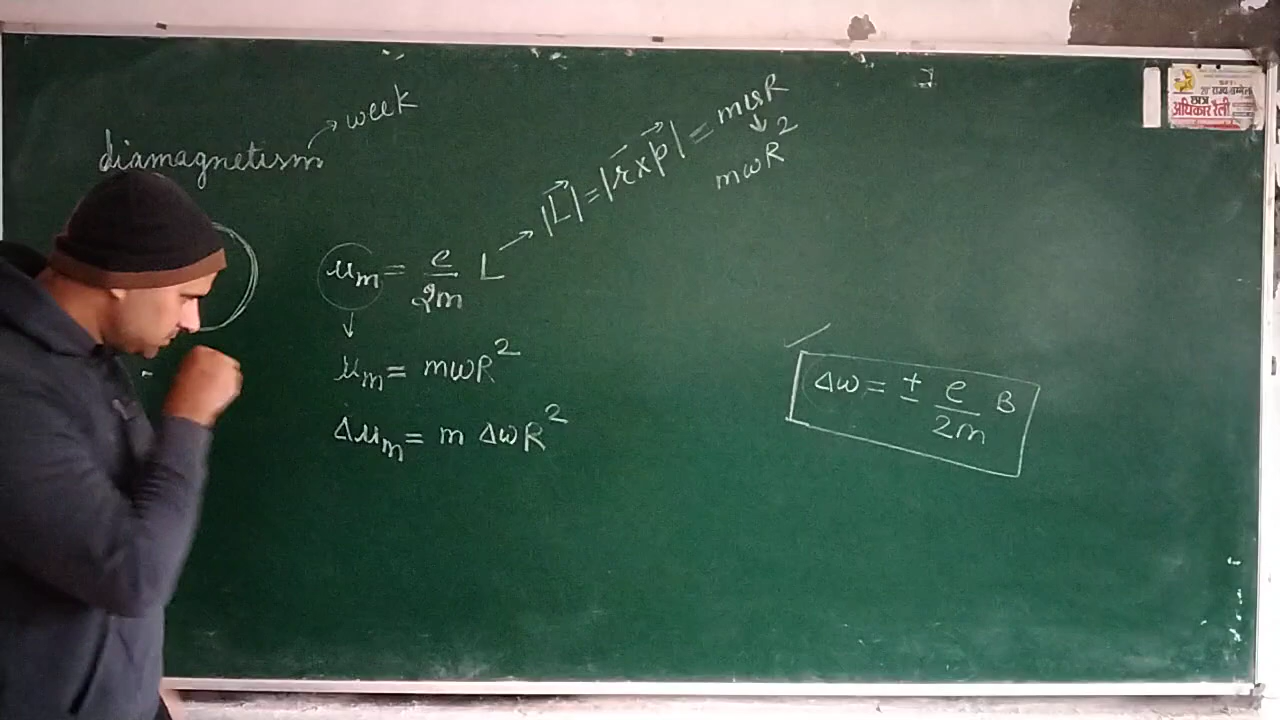 diamagnetism → week
μm = e/2m L → |L⃗| = |r⃗ x p⃗| = mvR
↓
mωR²
↓
μm = mωR²
Δμm = m ΔωR²
Δω = ± e/2m B
छात्र
अधिकार रैली